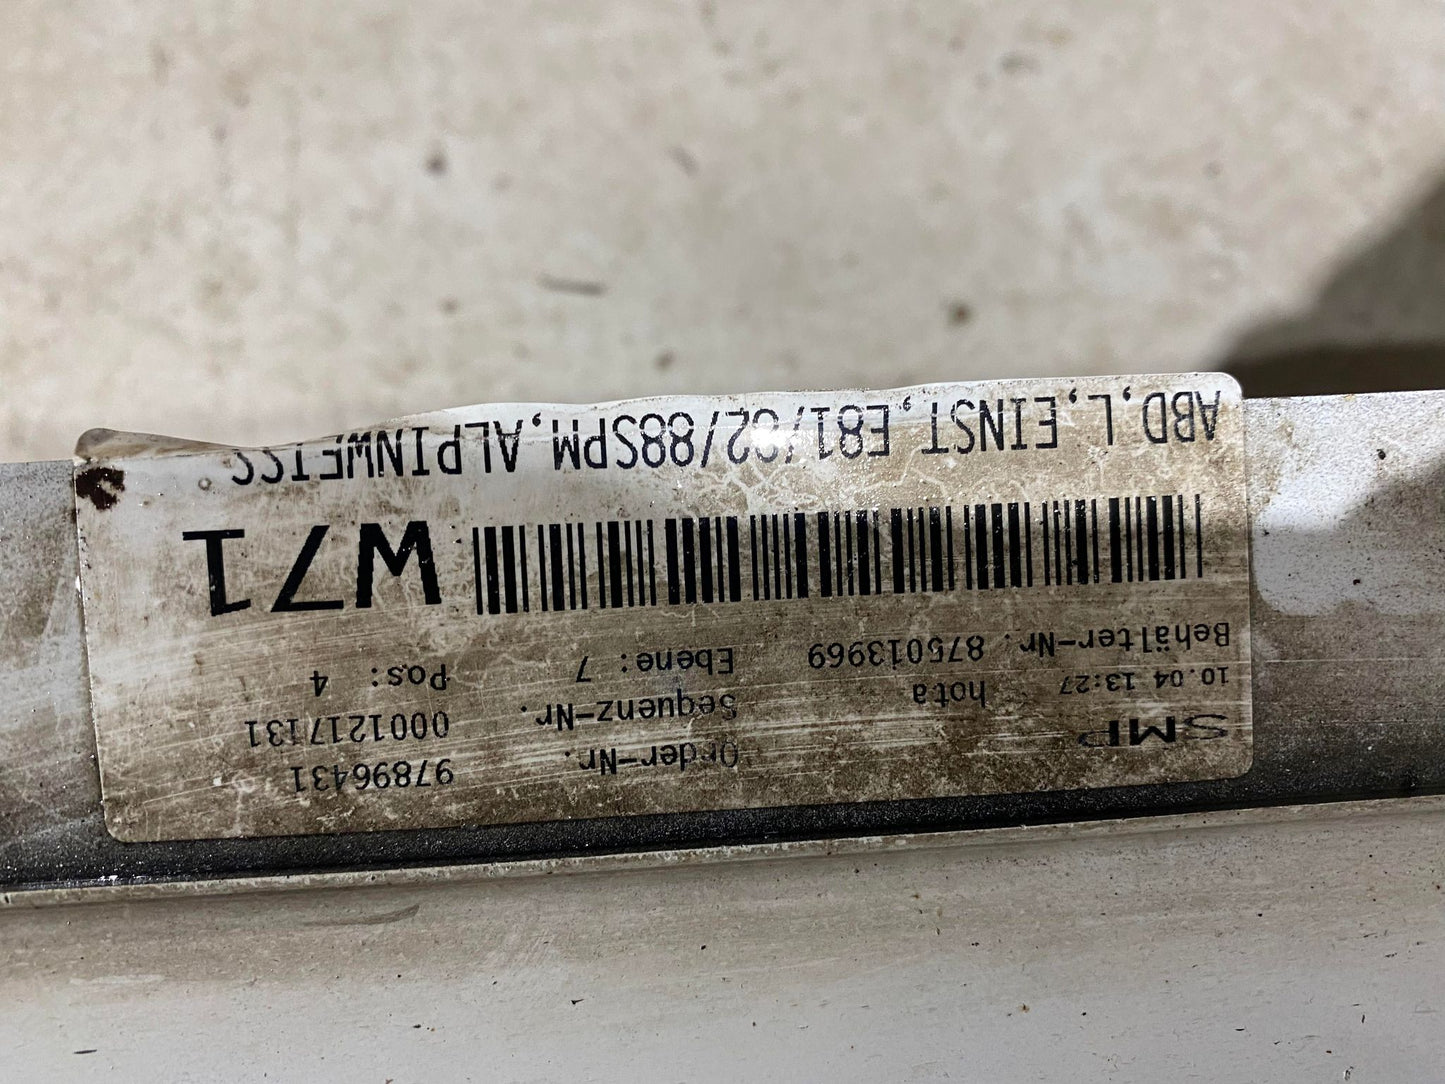 SMP Order-Nr. 97896431
10.04 13:27 hota Sequenz-Nr. 0001217131
Behälter-Nr. 875013969 Ebene: 7 Pos: 4
W71
ABD,L,EINST,E81/82/88SPM,ALPINWEISS